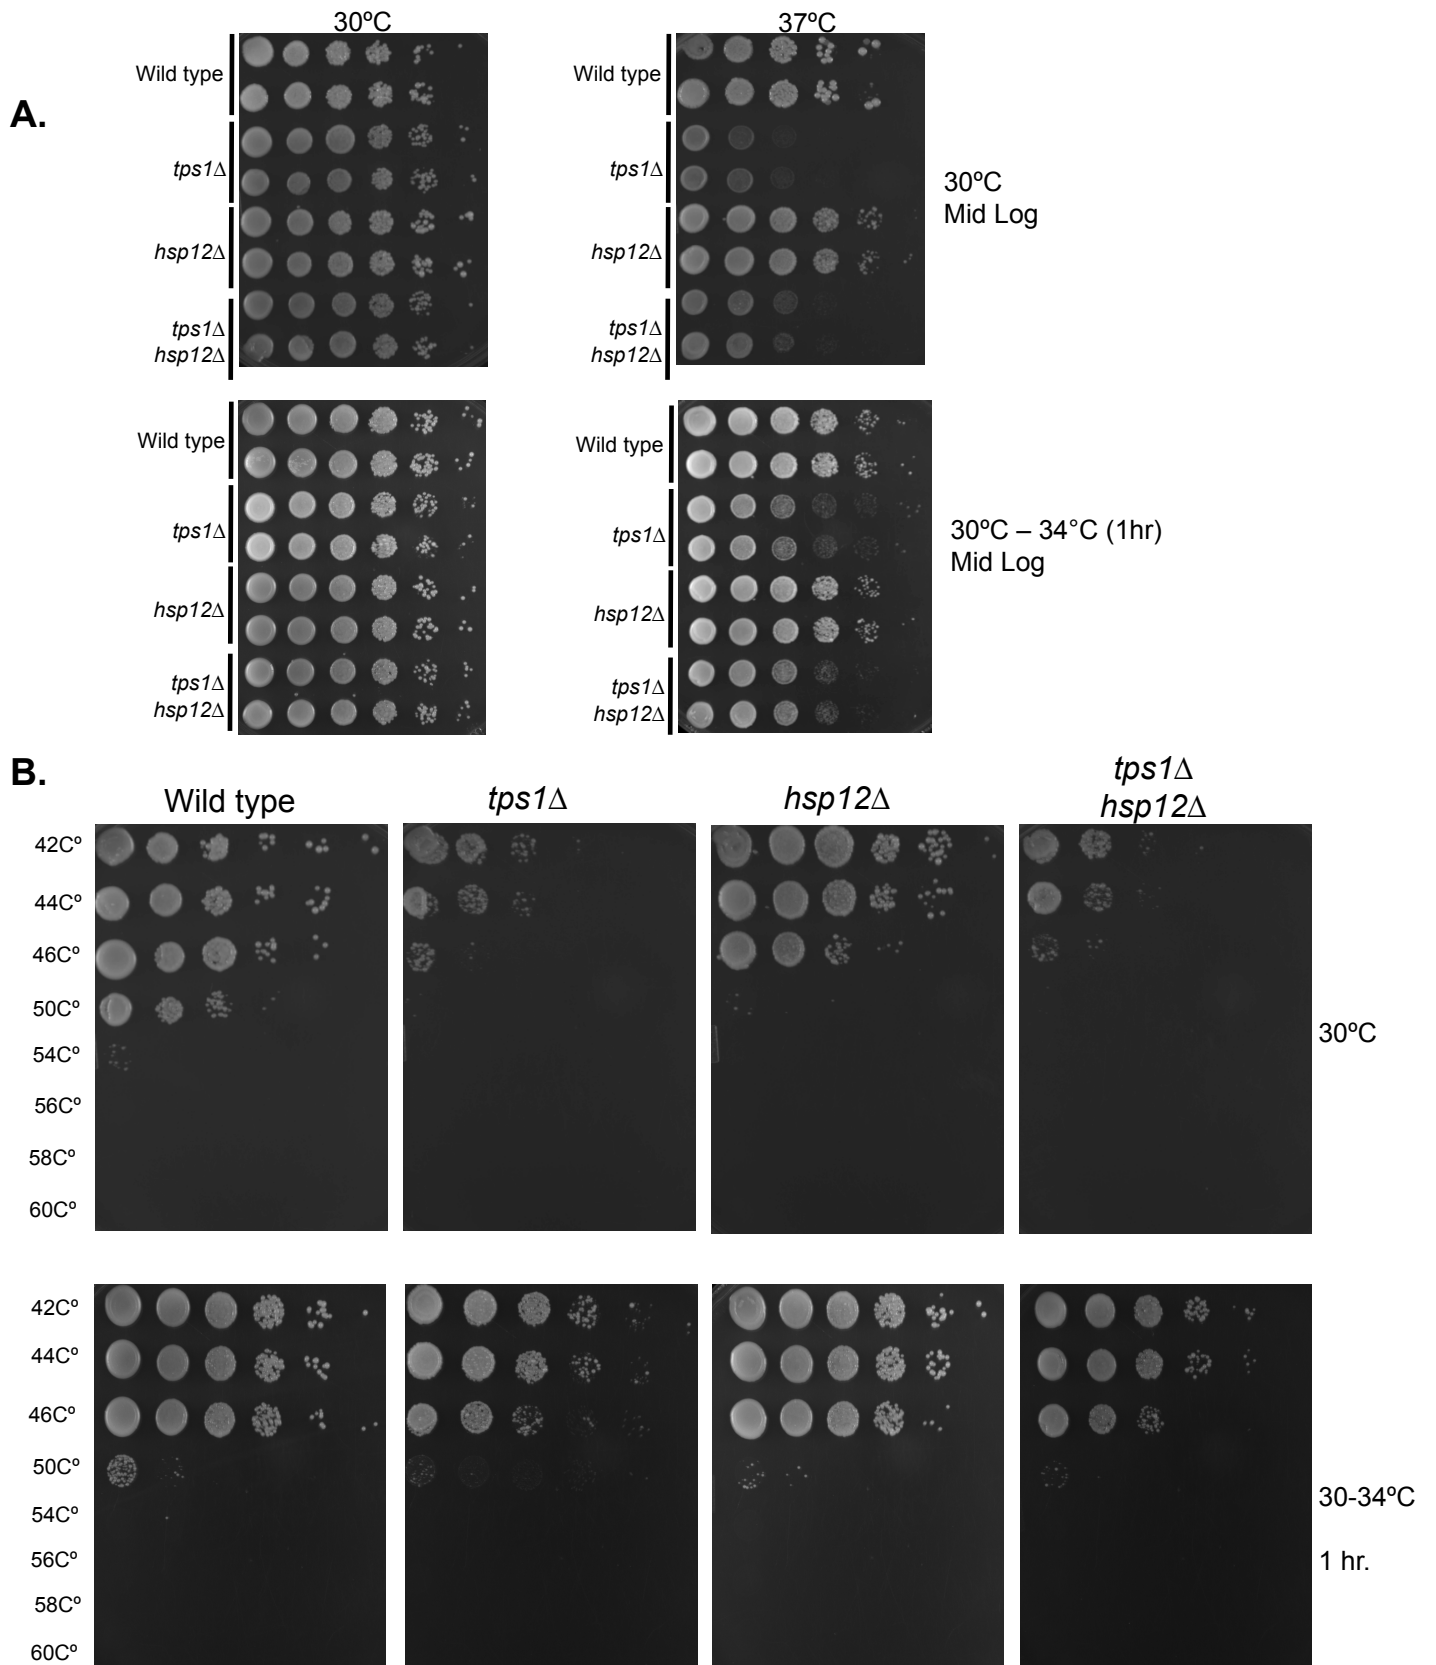 30ºC
37ºC
A.
Wild type
tps1Δ
hsp12Δ
tps1Δ
hsp12Δ
Wild type
tps1Δ
hsp12Δ
tps1Δ
hsp12Δ
30ºC
Mid Log
Wild type
tps1Δ
hsp12Δ
tps1Δ
hsp12Δ
Wild type
tps1Δ
hsp12Δ
tps1Δ
hsp12Δ
30ºC – 34°C (1hr)
Mid Log
B.
Wild type
tps1Δ
hsp12Δ
tps1Δ
hsp12Δ
42Cº
44Cº
46Cº
50Cº
54Cº
56Cº
58Cº
60Cº
30ºC
42Cº
44Cº
46Cº
50Cº
54Cº
56Cº
58Cº
60Cº
30-34ºC
1 hr.